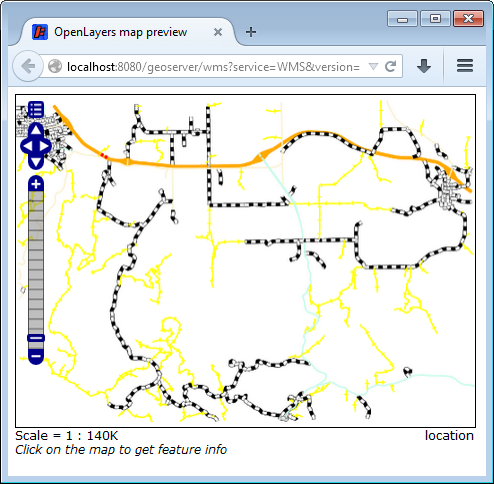 OpenLayers map preview
localhost:8080/geoserver/wms?service=WMS&version=
Scale = 1 : 140K
location
Click on the map to get feature info